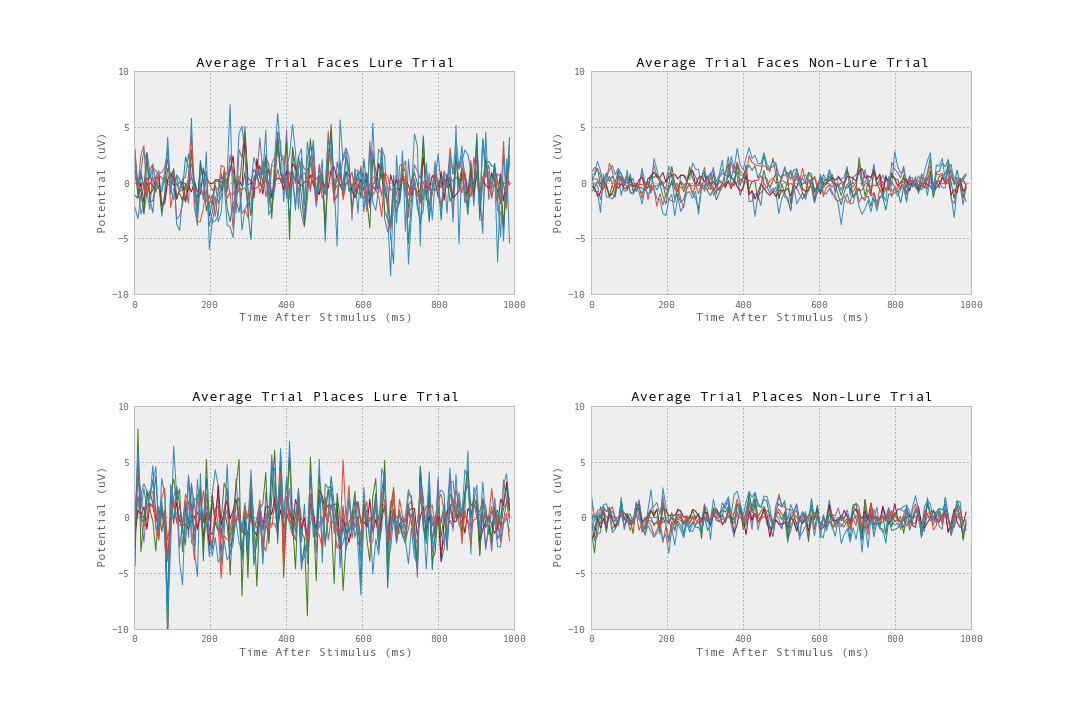 Average Trial Faces Lure Trial
10
5
0
−5
−10
Potential (uV)
0 200 400 600 800 1000
Time After Stimulus (ms)
Average Trial Faces Non-Lure Trial
10
5
0
−5
−10
Potential (uV)
0 200 400 600 800 1000
Time After Stimulus (ms)
Average Trial Places Lure Trial
10
5
0
−5
−10
Potential (uV)
0 200 400 600 800 1000
Time After Stimulus (ms)
Average Trial Places Non-Lure Trial
10
5
0
−5
−10
Potential (uV)
0 200 400 600 800 1000
Time After Stimulus (ms)